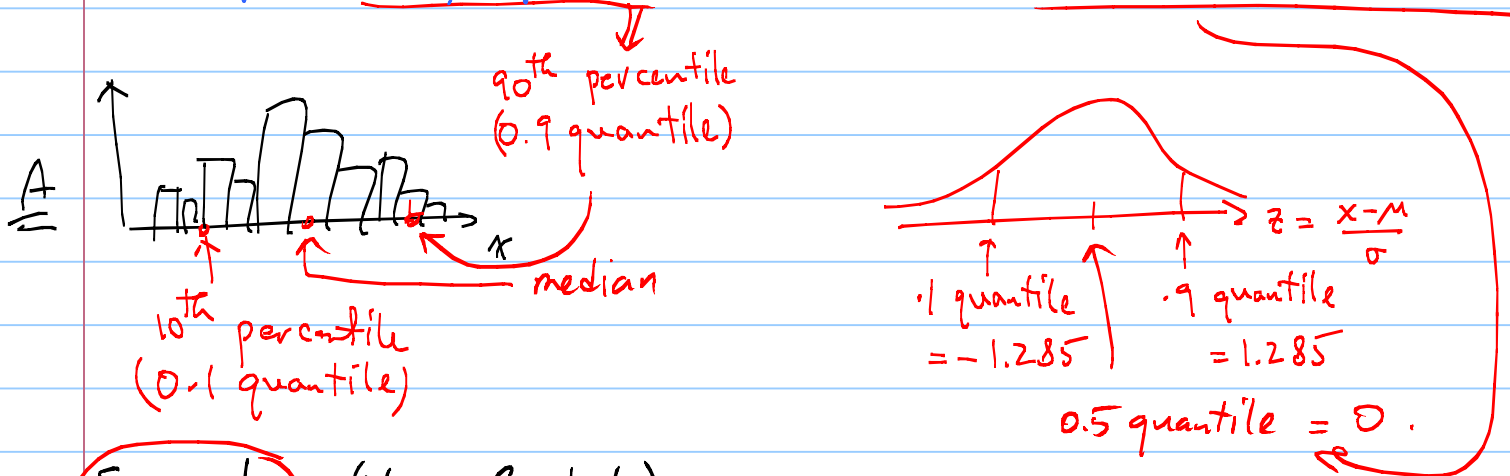 90th percentile
(0.9 quantile)
A
x
median
10th percentile
(0.1 quantile)
z = x-μ
σ
.1 quantile
= -1.285
.9 quantile
= 1.285
0.5 quantile = 0.